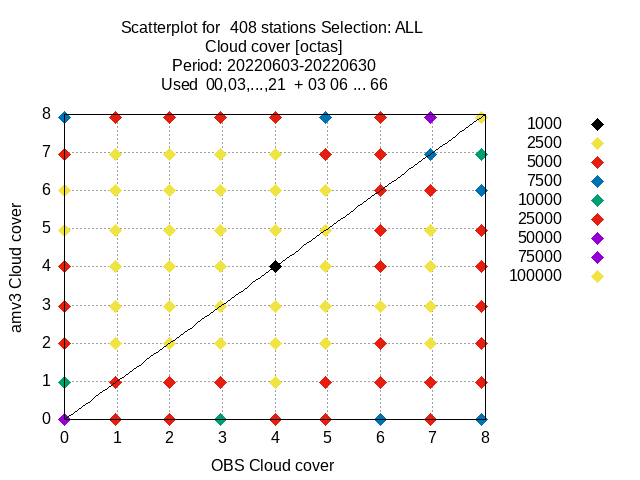 Scatterplot for  408 stations Selection: ALL
Cloud cover [octas]
Period: 20220603-20220630
Used  00,03,...,21  + 03 06 ... 66
8
7
6
5
4
3
2
1
0
amv3 Cloud cover
0 1 2 3 4 5 6 7 8
OBS Cloud cover
1000
2500
5000
7500
10000
25000
50000
75000
100000